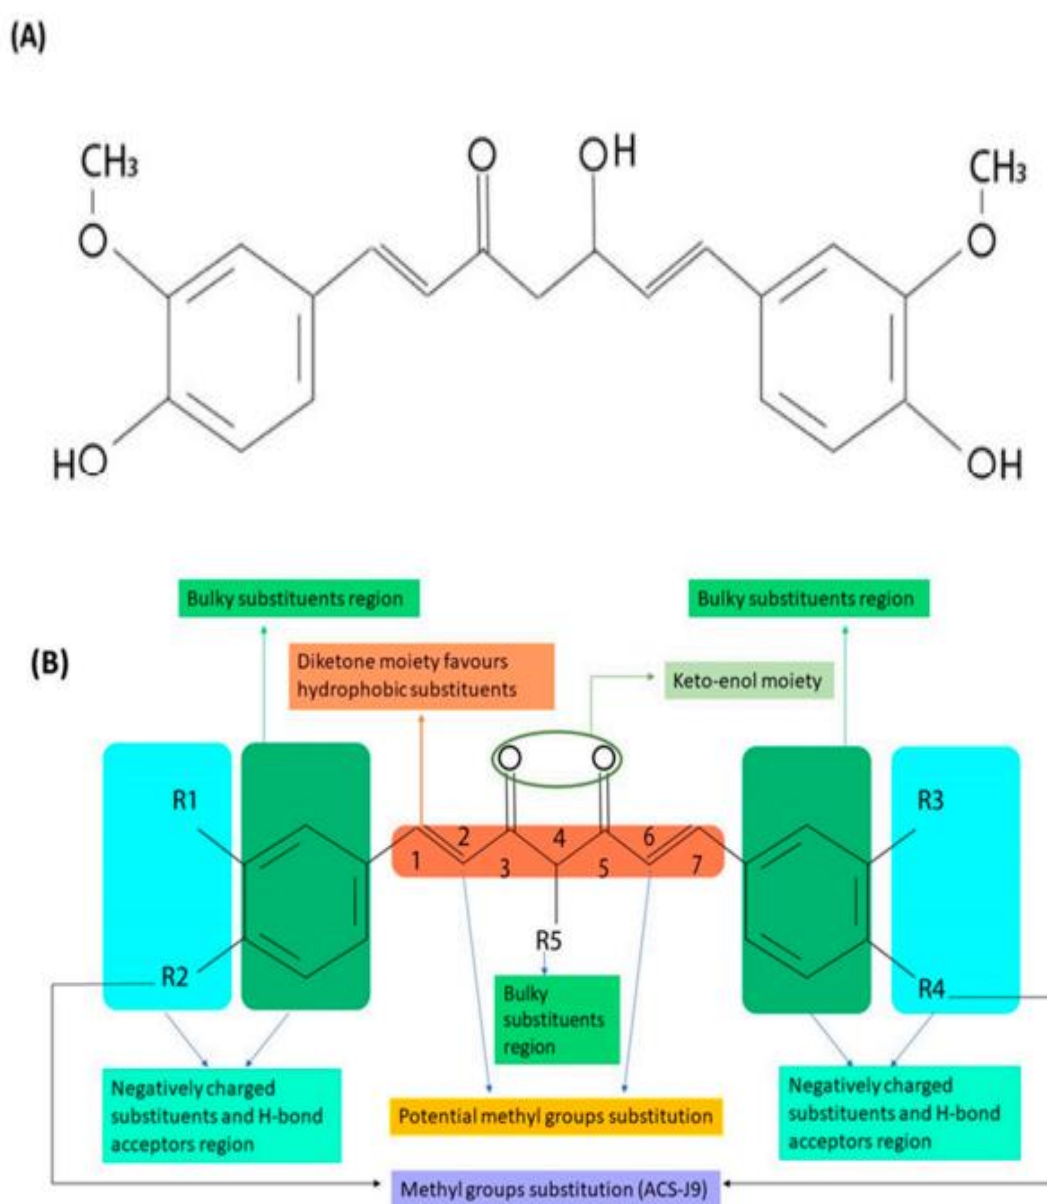 (A)
CH₃
O
O
OH
CH₃
O
HO
OH
Bulky substituents region
Bulky substituents region
(B)
Diketone moiety favours
hydrophobic substituents
Keto-enol moiety
O
O
R1
R3
1
2
3
4
5
6
7
R2
R5
R4
Bulky
substituents
region
Negatively charged
substituents and H-bond
acceptors region
Potential methyl groups substitution
Negatively charged
substituents and H-bond
acceptors region
Methyl groups substitution (ACS-J9)